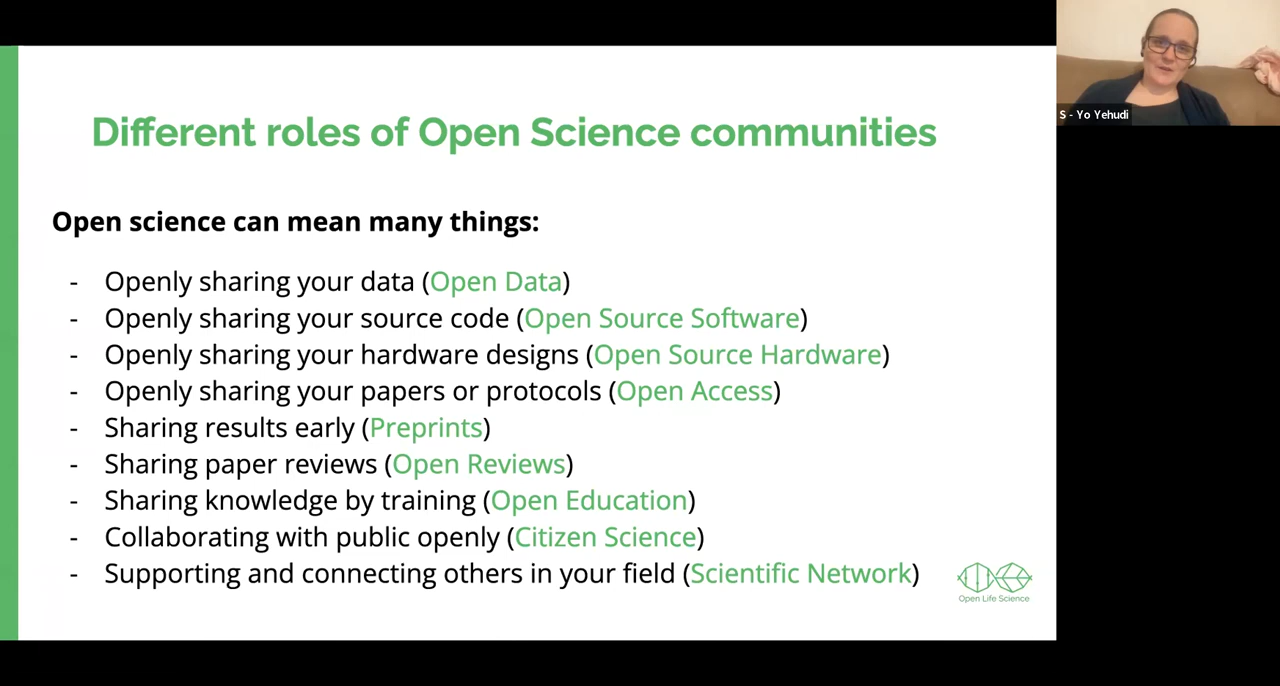 Different roles of Open Science communities
Open science can mean many things:
- Openly sharing your data (Open Data)
- Openly sharing your source code (Open Source Software)
- Openly sharing your hardware designs (Open Source Hardware)
- Openly sharing your papers or protocols (Open Access)
- Sharing results early (Preprints)
- Sharing paper reviews (Open Reviews)
- Sharing knowledge by training (Open Education)
- Collaborating with public openly (Citizen Science)
- Supporting and connecting others in your field (Scientific Network)
Open Life Science
S - Yo Yehudi